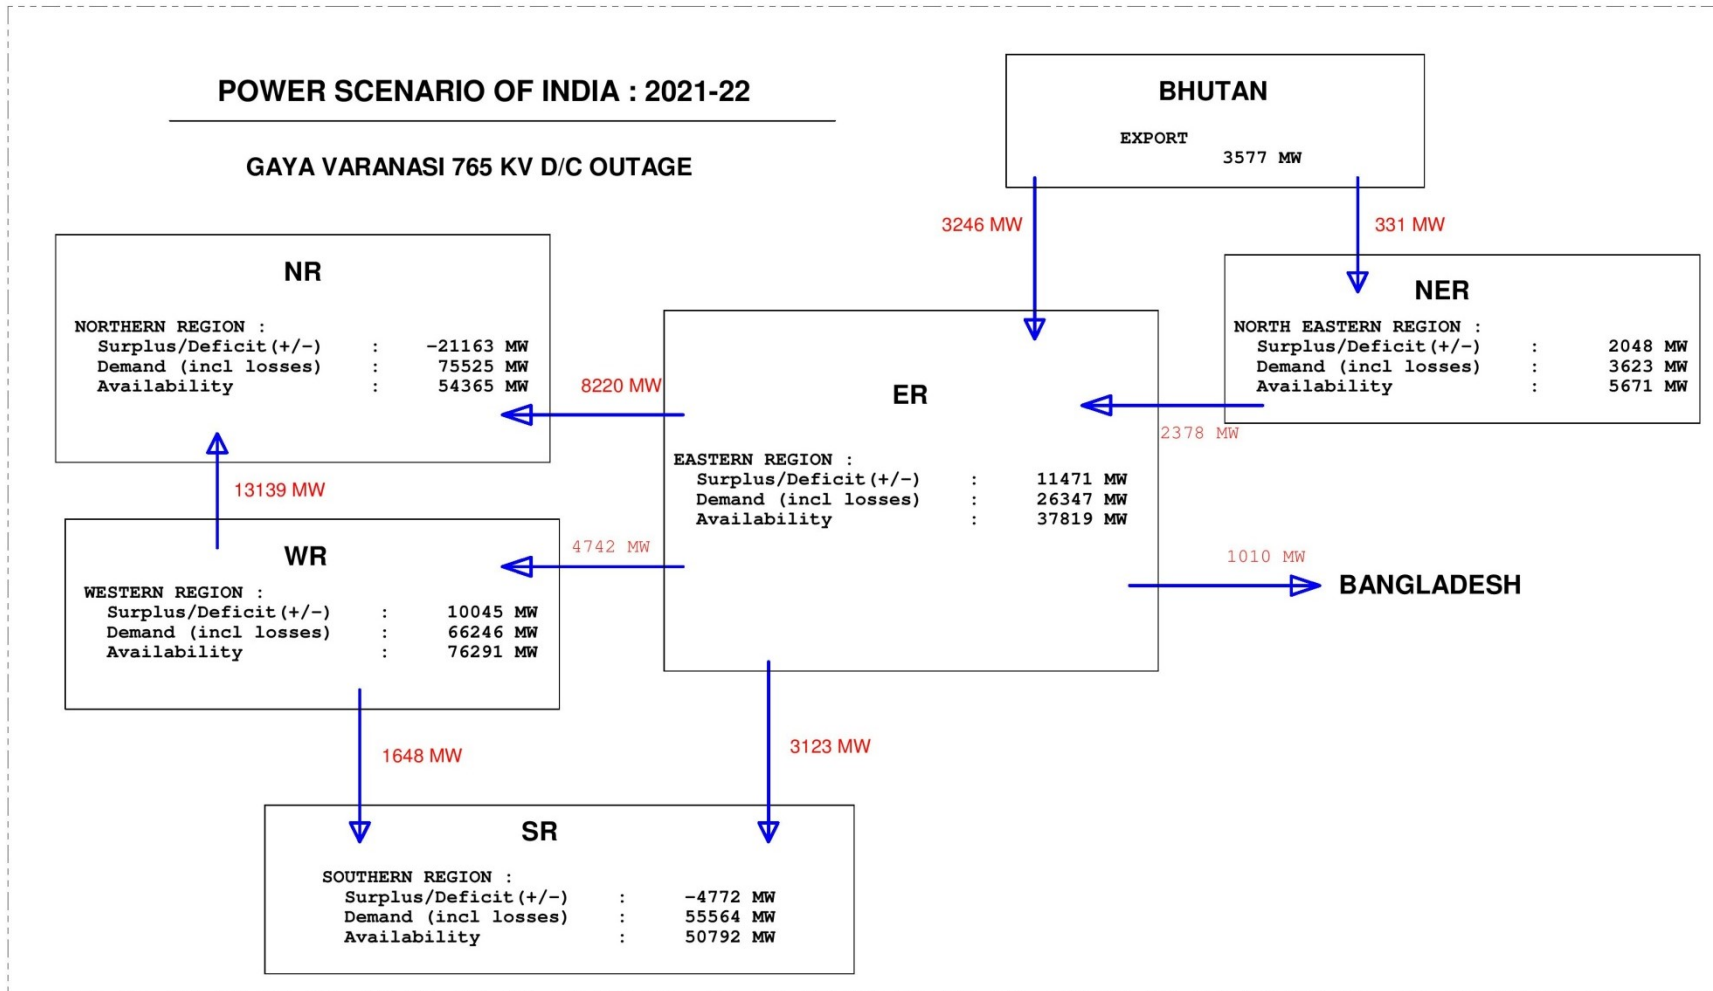 POWER SCENARIO OF INDIA : 2021-22
GAYA VARANASI 765 KV D/C OUTAGE
BHUTAN
EXPORT
3577 MW
3246 MW
331 MW
NR
NORTHERN REGION :
Surplus/Deficit(+/-) : -21163 MW
Demand (incl losses) : 75525 MW
Availability : 54365 MW
8220 MW
13139 MW
NER
NORTH EASTERN REGION :
Surplus/Deficit(+/-) : 2048 MW
Demand (incl losses) : 3623 MW
Availability : 5671 MW
2378 MW
ER
EASTERN REGION :
Surplus/Deficit(+/-) : 11471 MW
Demand (incl losses) : 26347 MW
Availability : 37819 MW
4742 MW
1010 MW
BANGLADESH
WR
WESTERN REGION :
Surplus/Deficit(+/-) : 10045 MW
Demand (incl losses) : 66246 MW
Availability : 76291 MW
1648 MW
3123 MW
SR
SOUTHERN REGION :
Surplus/Deficit(+/-) : -4772 MW
Demand (incl losses) : 55564 MW
Availability : 50792 MW